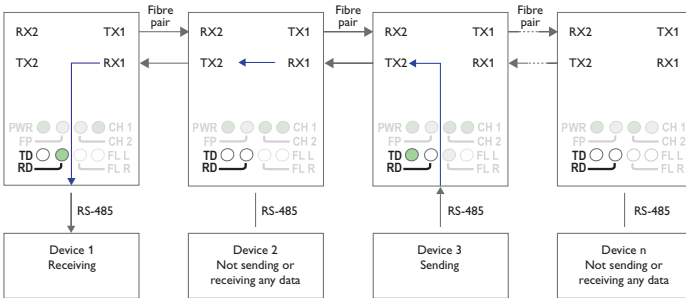 Fibre
pair
Fibre
pair
Fibre
pair
RX2 TX1
TX2 RX1
PWR CH 1
FP CH 2
TD FL L
RD FL R
RX2 TX1
TX2 RX1
PWR CH 1
FP CH 2
TD FL L
RD FL R
RX2 TX1
TX2 RX1
PWR CH 1
FP CH 2
TD FL L
RD FL R
RX2 TX1
TX2 RX1
PWR CH 1
FP CH 2
TD FL L
RD FL R
RS-485
RS-485
RS-485
RS-485
Device 1
Receiving
Device 2
Not sending or
receiving any data
Device 3
Sending
Device n
Not sending or
receiving any data